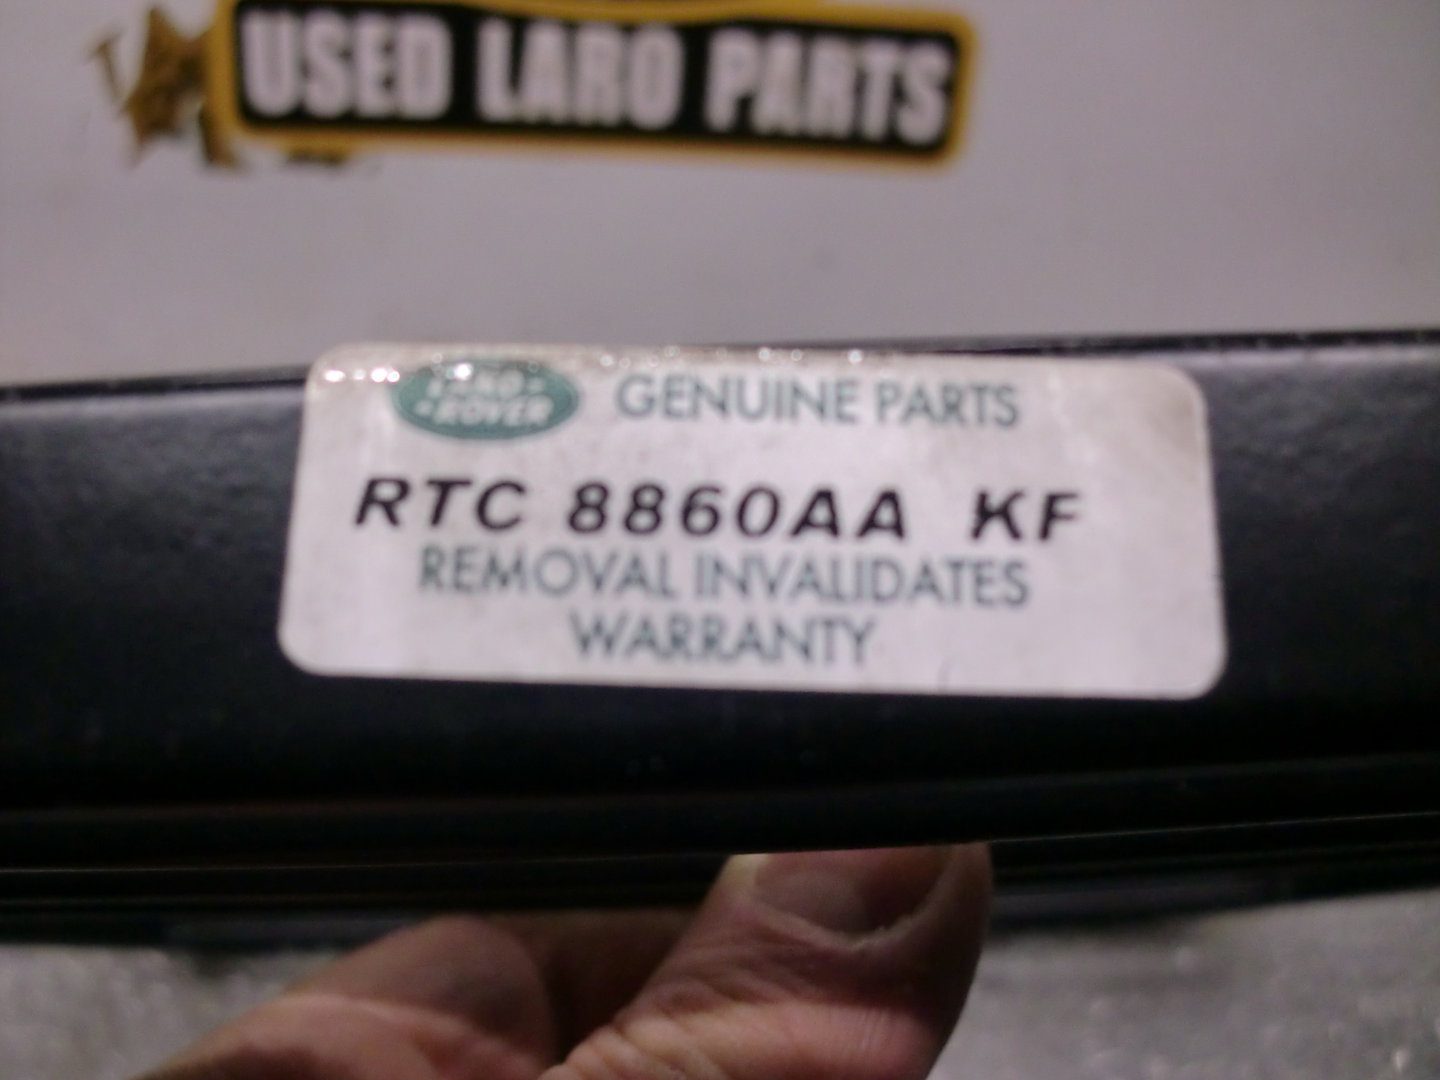 USED LARO PARTS
LAND-
-ROVER
GENUINE PARTS
RTC 8860AA KF
REMOVAL INVALIDATES
WARRANTY